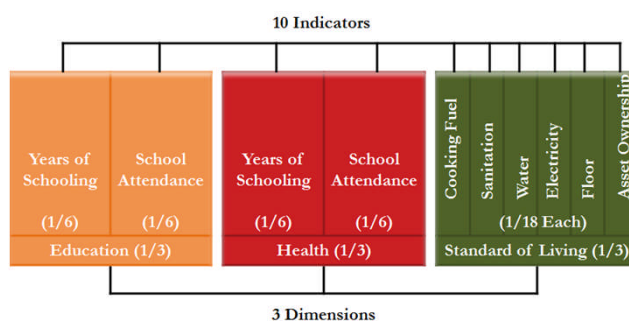 10 Indicators
Years of
Schooling
(1/6)
School
Attendance
(1/6)
Education (1/3)
Years of
Schooling
(1/6)
School
Attendance
(1/6)
Health (1/3)
Cooking Fuel
Sanitation
Water
Electricity
Floor
Asset Ownership
(1/18 Each)
Standard of Living (1/3)
3 Dimensions